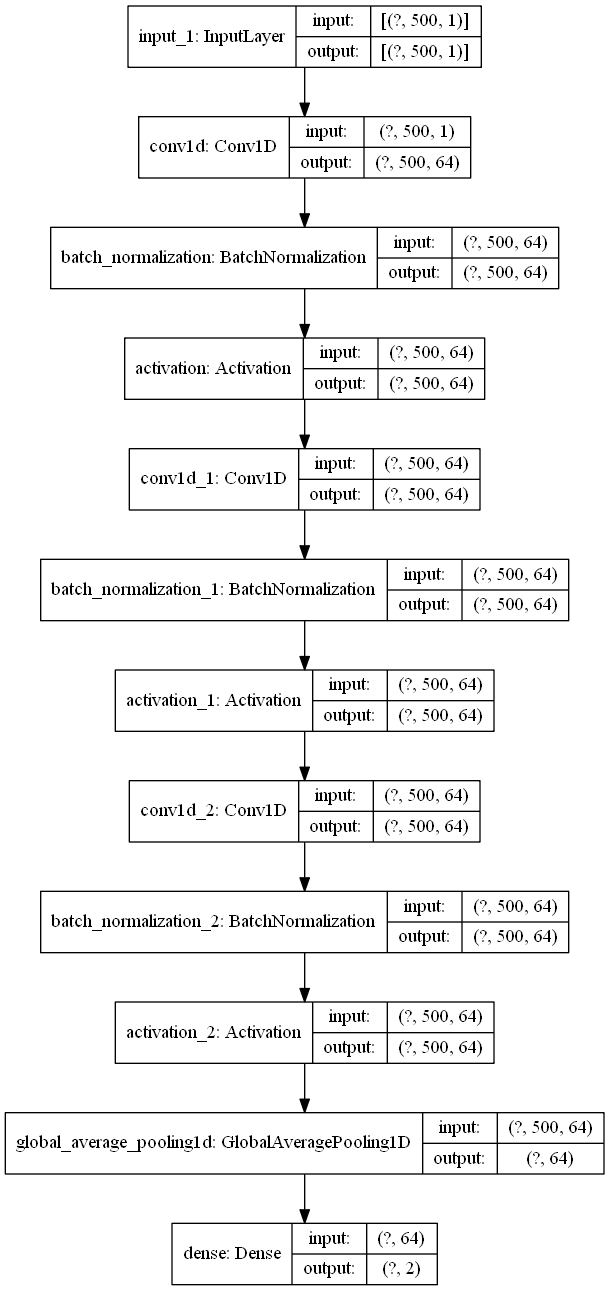 input_1: InputLayer
input: [(?, 500, 1)]
output: [(?, 500, 1)]
conv1d: Conv1D
input: (?, 500, 1)
output: (?, 500, 64)
batch_normalization: BatchNormalization
input: (?, 500, 64)
output: (?, 500, 64)
activation: Activation
input: (?, 500, 64)
output: (?, 500, 64)
conv1d_1: Conv1D
input: (?, 500, 64)
output: (?, 500, 64)
batch_normalization_1: BatchNormalization
input: (?, 500, 64)
output: (?, 500, 64)
activation_1: Activation
input: (?, 500, 64)
output: (?, 500, 64)
conv1d_2: Conv1D
input: (?, 500, 64)
output: (?, 500, 64)
batch_normalization_2: BatchNormalization
input: (?, 500, 64)
output: (?, 500, 64)
activation_2: Activation
input: (?, 500, 64)
output: (?, 500, 64)
global_average_pooling1d: GlobalAveragePooling1D
input: (?, 500, 64)
output: (?, 64)
dense: Dense
input: (?, 64)
output: (?, 2)